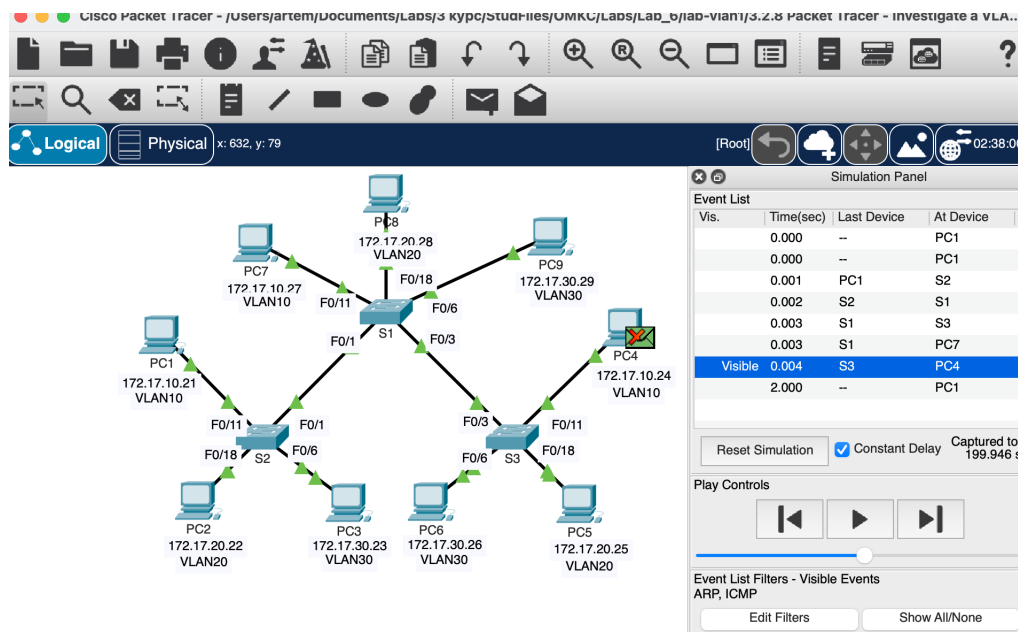 Cisco Packet Tracer - /Users/artem/Documents/Labs/3 курс/StudFiles/ОМКС/Labs/Lab_6/lab-vlan1/3.2.8 Packet Tracer - Investigate a VLA...
Logical
Physical
x: 632, y: 79
[Root]
02:38:0
Simulation Panel
Event List
Vis. Time(sec) Last Device At Device
0.000 -- PC1
0.000 -- PC1
0.001 PC1 S2
0.002 S2 S1
0.003 S1 S3
0.003 S1 PC7
Visible 0.004 S3 PC4
2.000 -- PC1
Reset Simulation
Constant Delay
Captured to
199.946 s
Play Controls
Event List Filters - Visible Events
ARP, ICMP
Edit Filters
Show All/None
PC8
172.17.20.28
VLAN20
PC7
172.17.10.27
VLAN10
PC9
172.17.30.29
VLAN30
F0/18
F0/11
F0/6
S1
F0/1
F0/3
PC1
172.17.10.21
VLAN10
PC4
172.17.10.24
VLAN10
F0/11
F0/1
F0/18
F0/6
S2
F0/3
F0/11
F0/6
F0/18
S3
PC2
172.17.20.22
VLAN20
PC3
172.17.30.23
VLAN30
PC6
172.17.30.26
VLAN30
PC5
172.17.20.25
VLAN20